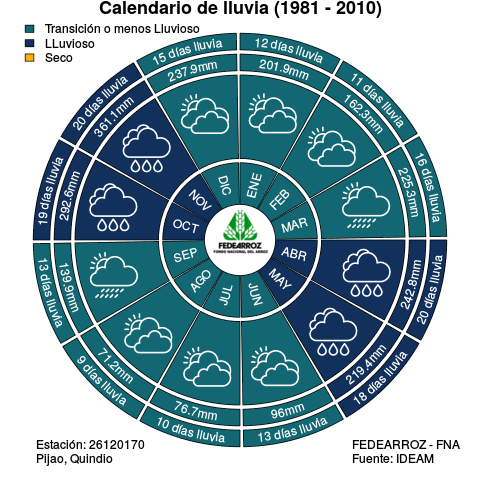 Calendario de lluvia (1981 - 2010)
Transición o menos Lluvioso
LLuvioso
Seco
ENE
12 días lluvia
201.9mm
FEB
11 días lluvia
162.3mm
MAR
16 días lluvia
225.3mm
ABR
20 días lluvia
242.8mm
MAY
18 días lluvia
219.4mm
JUN
13 días lluvia
96mm
JUL
10 días lluvia
76.7mm
AGO
9 días lluvia
71.2mm
SEP
13 días lluvia
139.9mm
OCT
19 días lluvia
292.6mm
NOV
20 días lluvia
361.1mm
DIC
15 días lluvia
237.9mm
FEDEARROZ
FONDO NACIONAL DEL ARROZ
Estación: 26120170
Pijao, Quindio
FEDEARROZ - FNA
Fuente: IDEAM